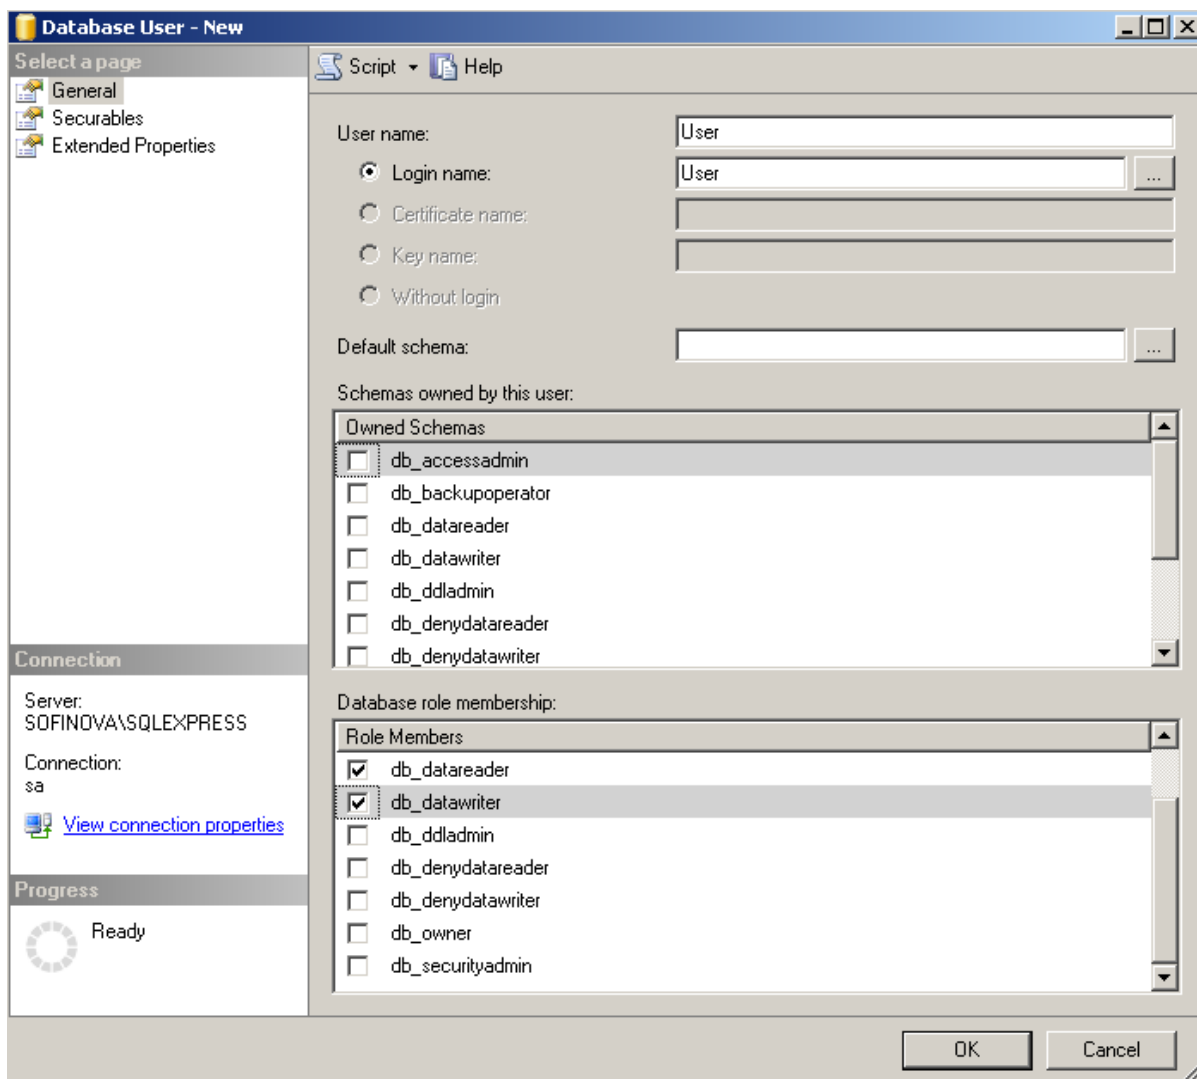 Database User - New
Select a page
General
Securables
Extended Properties
Script Help
User name: User
Login name: User ...
Certificate name:
Key name:
Without login
Default schema: ...
Schemas owned by this user:
Owned Schemas
db_accessadmin
db_backupoperator
db_datareader
db_datawriter
db_ddladmin
db_denydatareader
db_denydatawriter
Database role membership:
Role Members
db_datareader
db_datawriter
db_ddladmin
db_denydatareader
db_denydatawriter
db_owner
db_securityadmin
Connection
Server:
SOFINOVA\SQLEXPRESS
Connection:
sa
View connection properties
Progress
Ready
OK Cancel